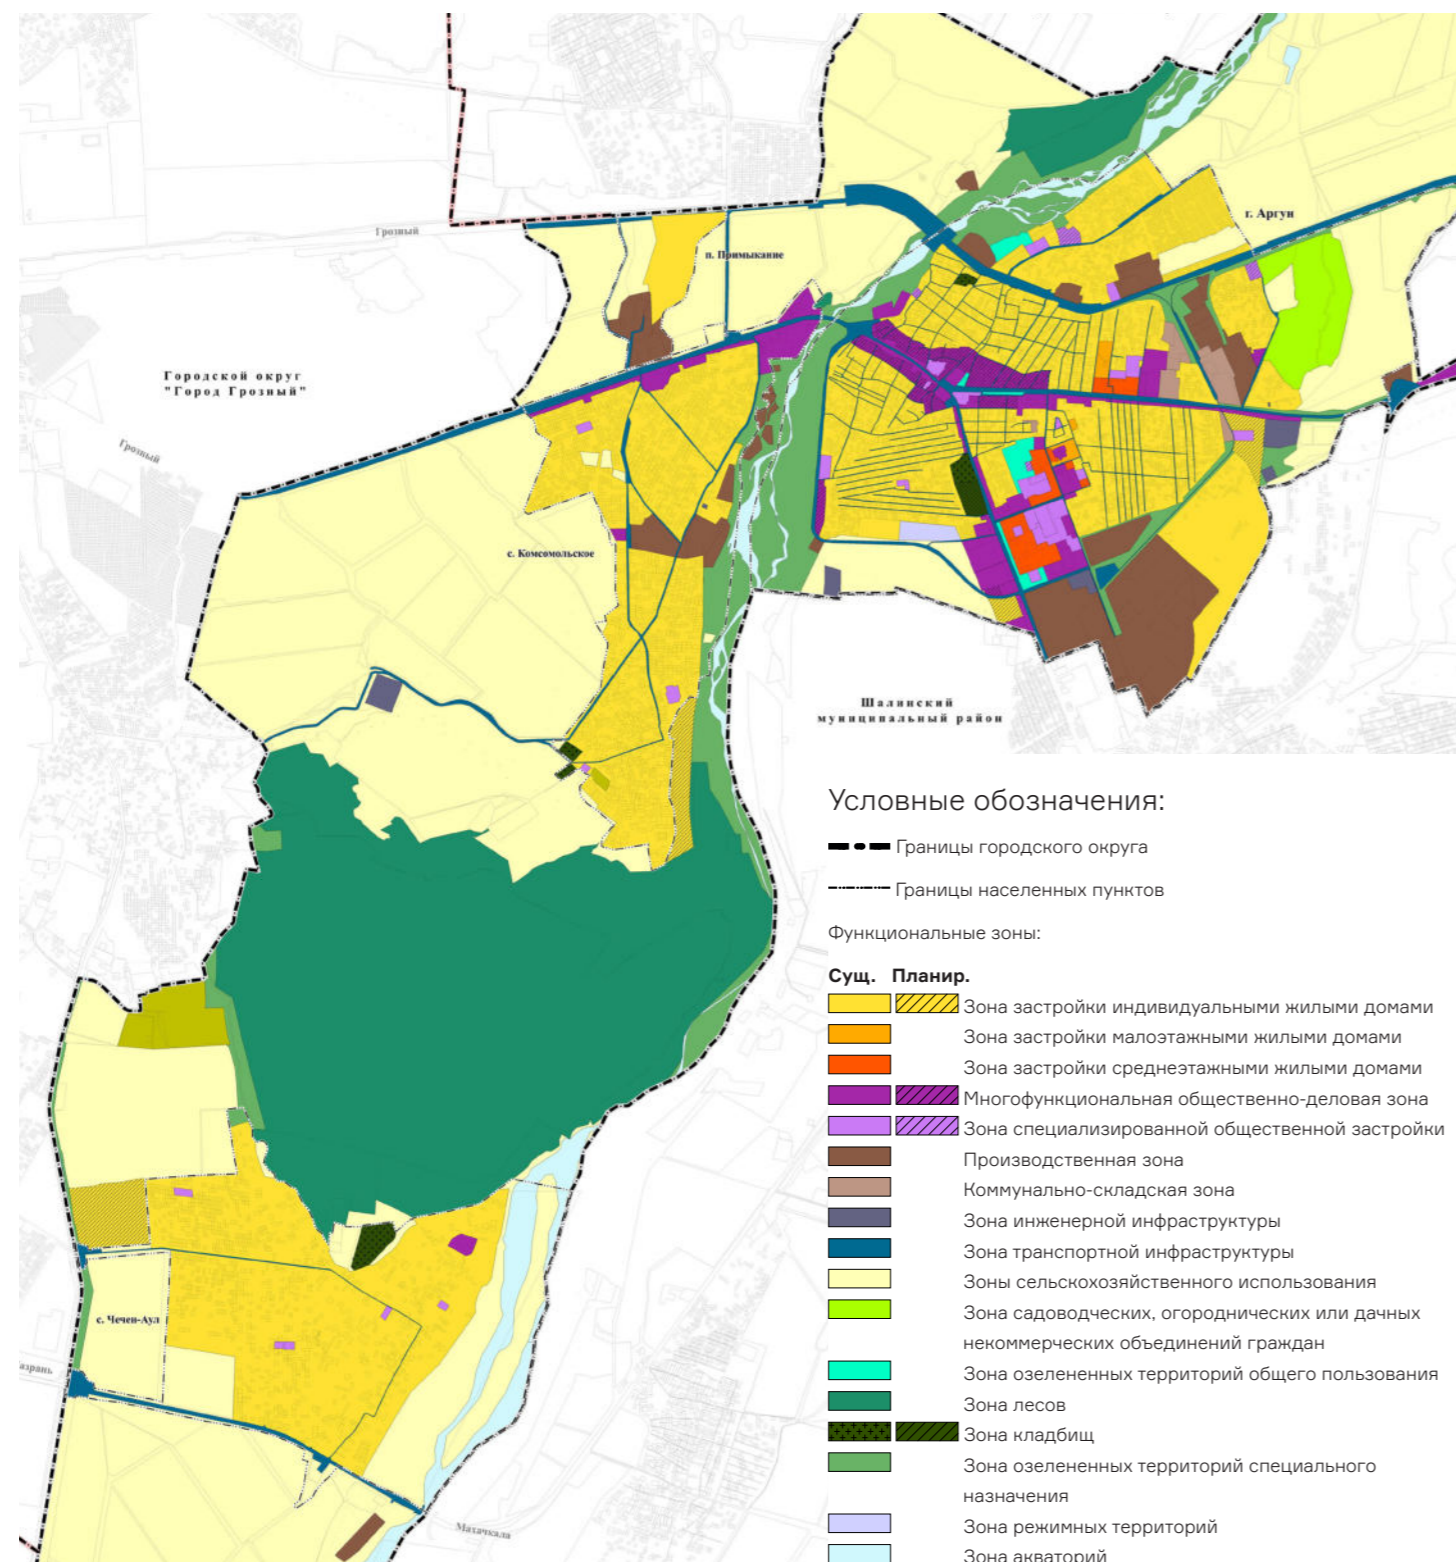 Грозный
г. Аргун
п. Примыкание
Городской округ
"Город Грозный"
Грозный
с. Комсомольское
Шалинский
муниципальный район
Условные обозначения:
Границы городского округа
Границы населенных пунктов
Функциональные зоны:
Сущ. Планир.
Зона застройки индивидуальными жилыми домами
Зона застройки малоэтажными жилыми домами
Зона застройки среднеэтажными жилыми домами
Многофункциональная общественно-деловая зона
Зона специализированной общественной застройки
Производственная зона
Коммунально-складская зона
Зона инженерной инфраструктуры
Зона транспортной инфраструктуры
Зоны сельскохозяйственного использования
Зона садоводческих, огороднических или дачных
некоммерческих объединений граждан
Зона озелененных территорий общего пользования
Зона лесов
Зона кладбищ
Зона озелененных территорий специального
назначения
Зона режимных территорий
Зона акваторий
с. Чечен-Аул
Махачкала